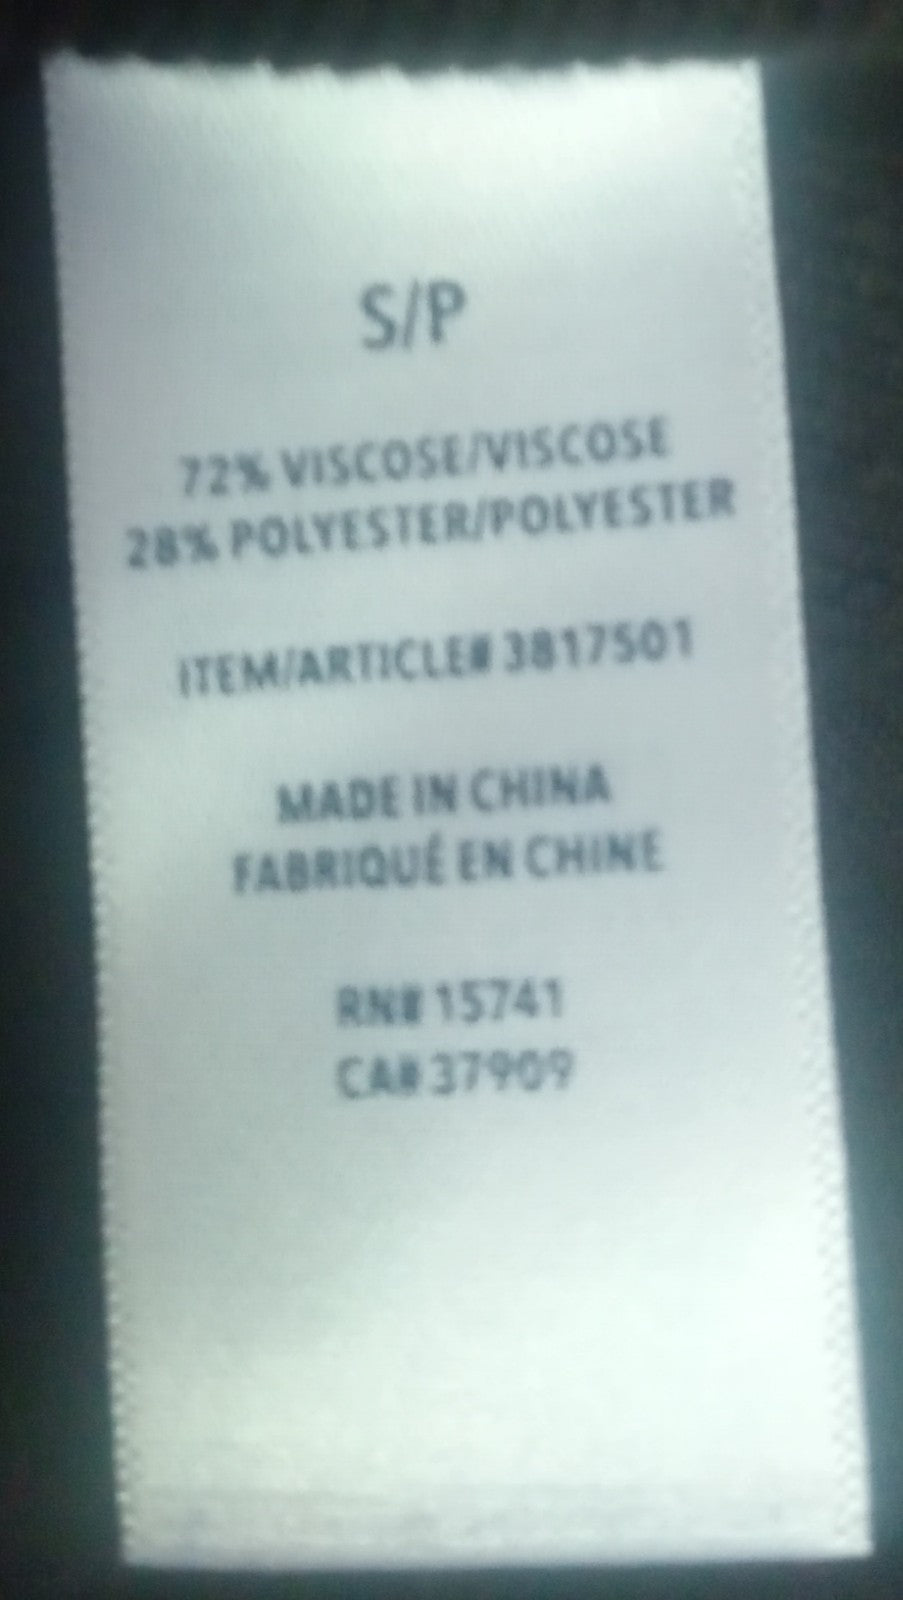 S/P
72% VISCOSE/VISCOSE
28% POLYESTER/POLYESTER
ITEM/ARTICLE# 3817501
MADE IN CHINA
FABRIQUÉ EN CHINE
RN# 15741
CA# 37909